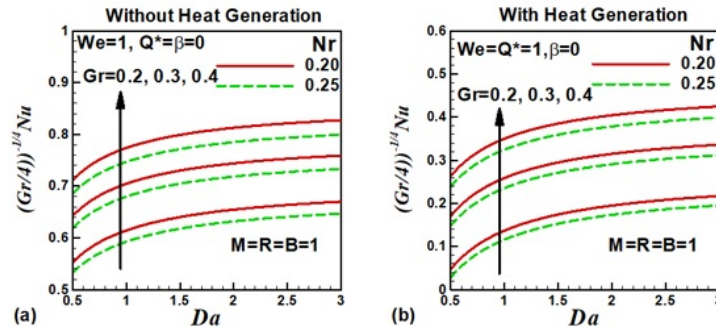 Without Heat Generation
We=1, Q*=β=0
Nr
0.20
0.25
Gr=0.2, 0.3, 0.4
M=R=B=1
(Gr/4))^-1/4 Nu
1
0.9
0.8
0.7
0.6
0.5
0.5
1
1.5
2
2.5
3
Da
(a)
With Heat Generation
We=Q*=1,β=0
Nr
0.20
0.25
Gr=0.2, 0.3, 0.4
M=R=B=1
(Gr/4))^-1/4 Nu
0.6
0.5
0.4
0.3
0.2
0.1
0
0.5
1
1.5
2
2.5
3
Da
(b)